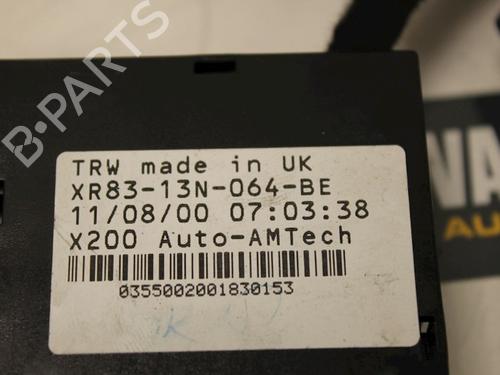 B-PARTS
TRW made in UK
XR83-13N-064-BE
11/08/00 07:03:38
X200 Auto-AMTech
0355002001830153